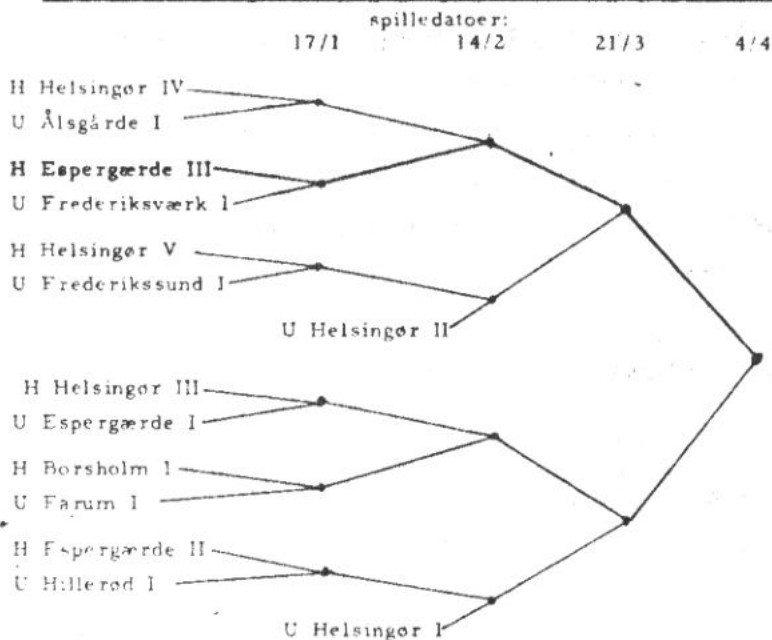 spilledatoer:
17/1 14/2 21/3 4/4
H Helsingør IV
U Ålsgårde I
H Espergærde III
U Frederiksværk I
H Helsingør V
U Frederikssund I
U Helsingør II
H Helsingør III
U Espergærde I
H Borsholm I
U Farum I
H Espergærde II
U Hillerød I
U Helsingør I